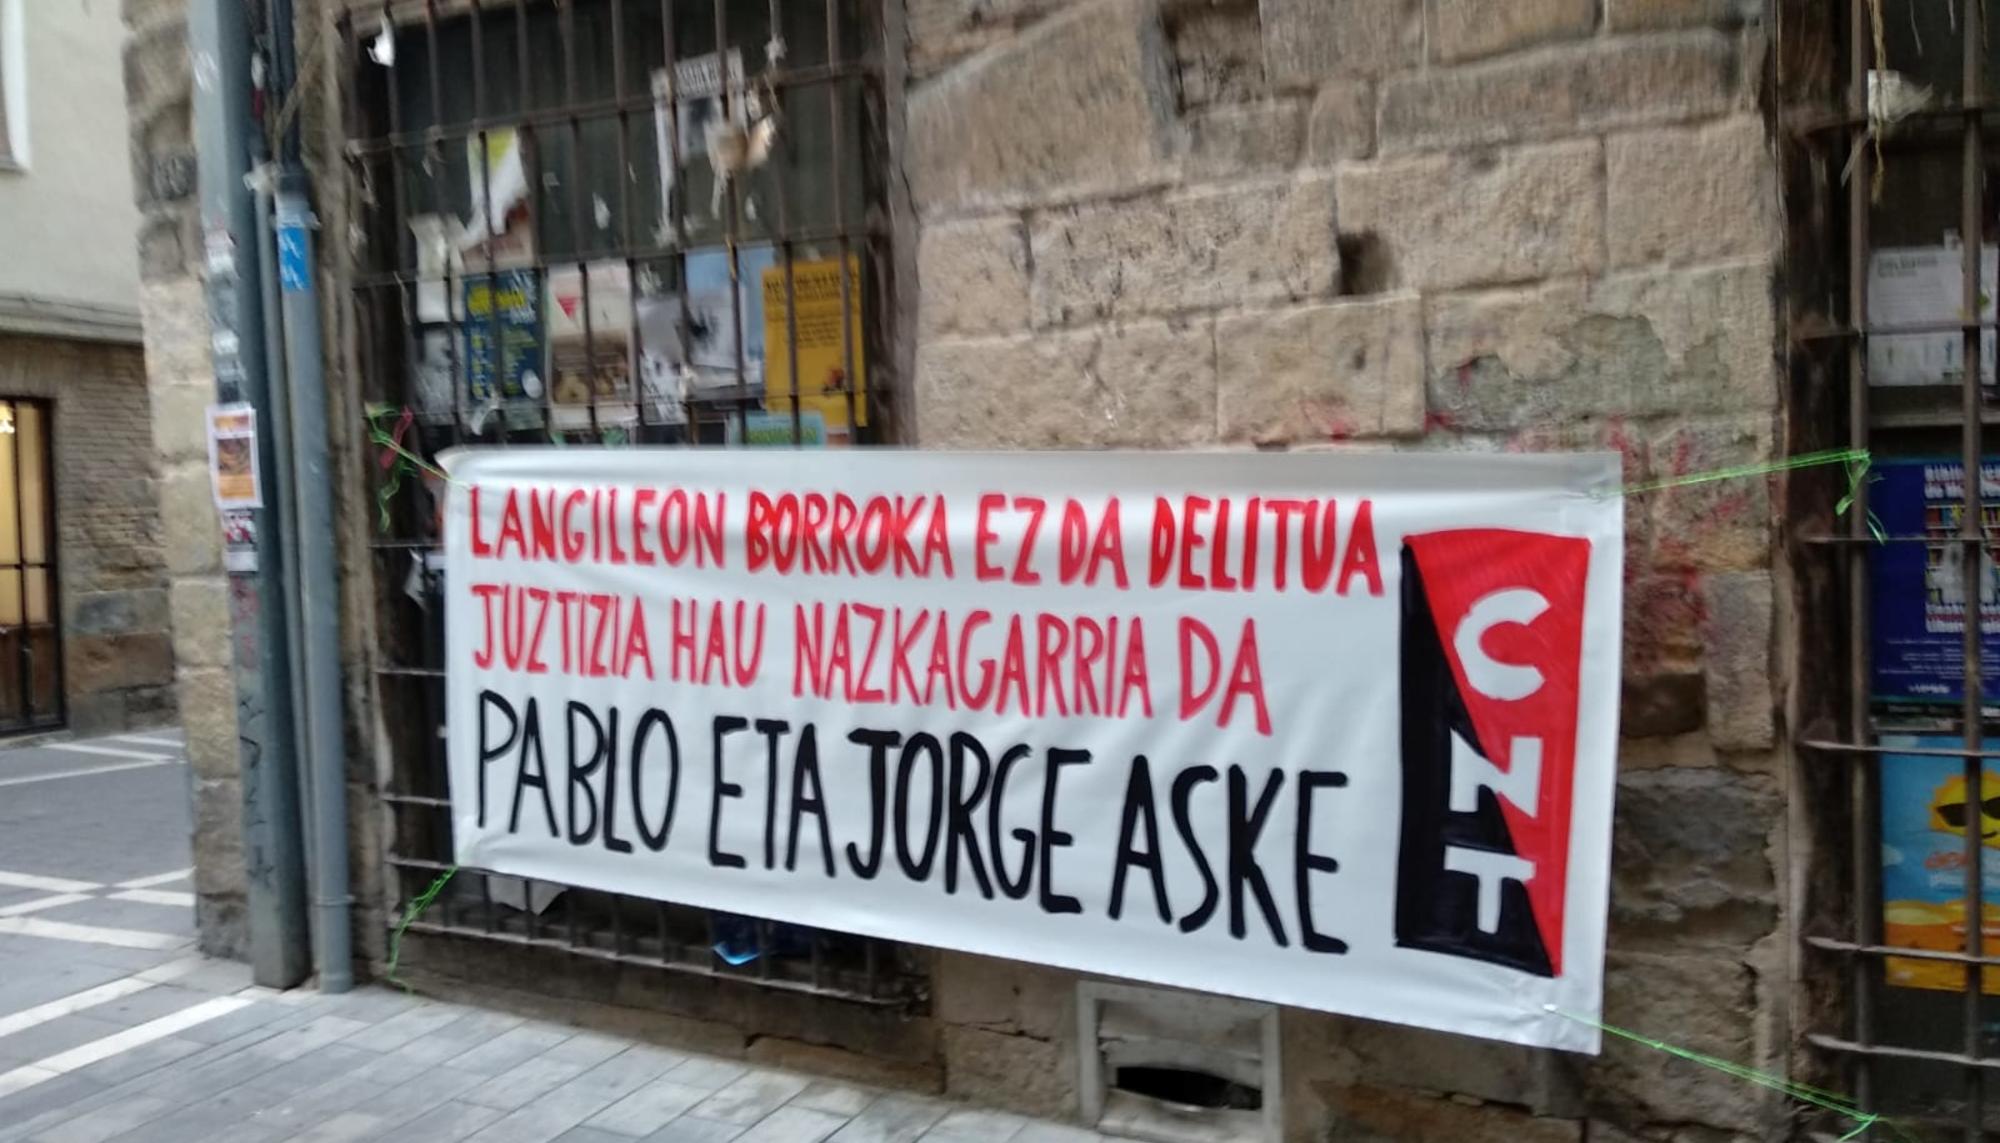 LANGILEON BORROKA EZ DA DELITUA
JUZTIZIA HAU NAZKAGARRIA DA
PABLO ETA JORGE ASKE
CNT